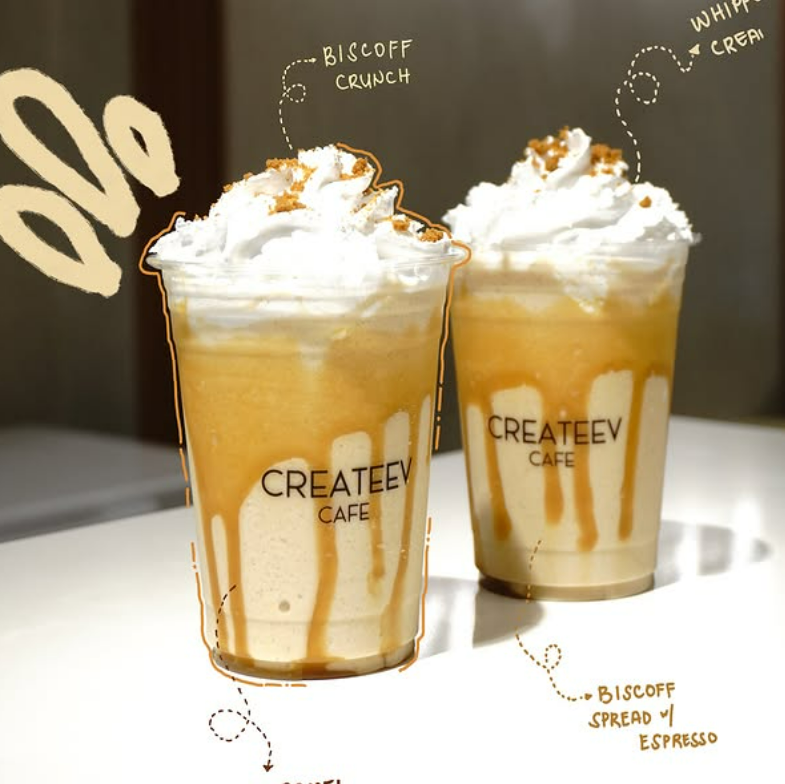 BISCOFF
CRUNCH
CREATEEV
CAFE
CREATEEV
CAFE
BISCOFF
SPREAD w/
ESPRESSO